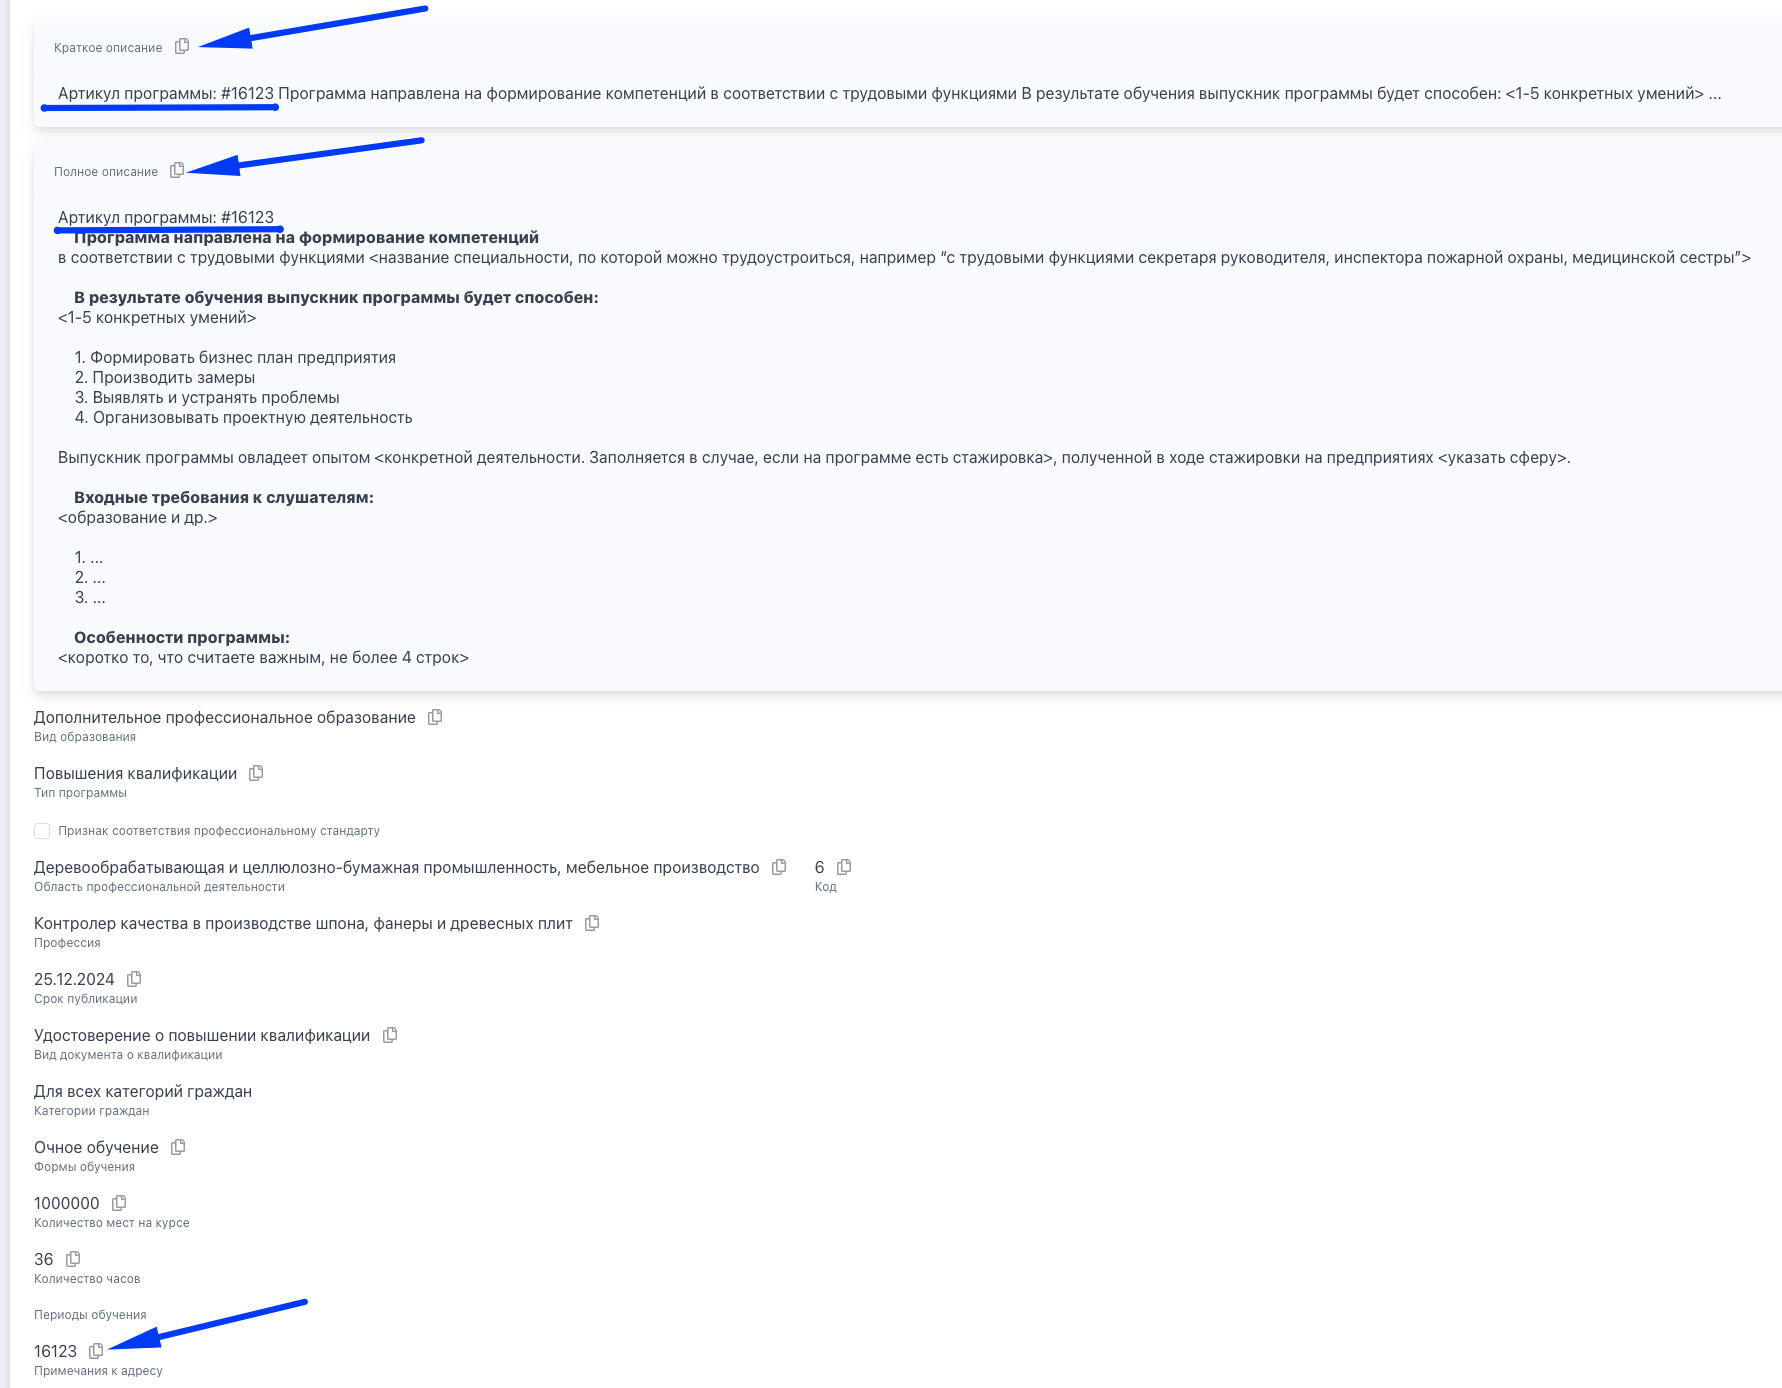 Краткое описание
Артикул программы: #16123 Программа направлена на формирование компетенций в соответствии с трудовыми функциями В результате обучения выпускник программы будет способен: <1-5 конкретных умений> ...
Полное описание
Артикул программы: #16123
Программа направлена на формирование компетенций
в соответствии с трудовыми функциями <название специальности, по которой можно трудоустроиться, например “с трудовыми функциями секретаря руководителя, инспектора пожарной охраны, медицинской сестры”>
В результате обучения выпускник программы будет способен:
<1-5 конкретных умений>
1. Формировать бизнес план предприятия
2. Производить замеры
3. Выявлять и устранять проблемы
4. Организовывать проектную деятельность
Выпускник программы овладеет опытом <конкретной деятельности. Заполняется в случае, если на программе есть стажировка>, полученной в ходе стажировки на предприятиях <указать сферу>.
Входные требования к слушателям:
<образование и др.>
1. ...
2. ...
3. ...
Особенности программы:
<коротко то, что считаете важным, не более 4 строк>
Дополнительное профессиональное образование
Вид образования
Повышения квалификации
Тип программы
Признак соответствия профессиональному стандарту
Деревообрабатывающая и целлюлозно-бумажная промышленность, мебельное производство 6
Область профессиональной деятельности Код
Контролер качества в производстве шпона, фанеры и древесных плит
Профессия
25.12.2024
Срок публикации
Удостоверение о повышении квалификации
Вид документа о квалификации
Для всех категорий граждан
Категории граждан
Очное обучение
Формы обучения
1000000
Количество мест на курсе
36
Количество часов
Периоды обучения
16123
Примечания к адресу